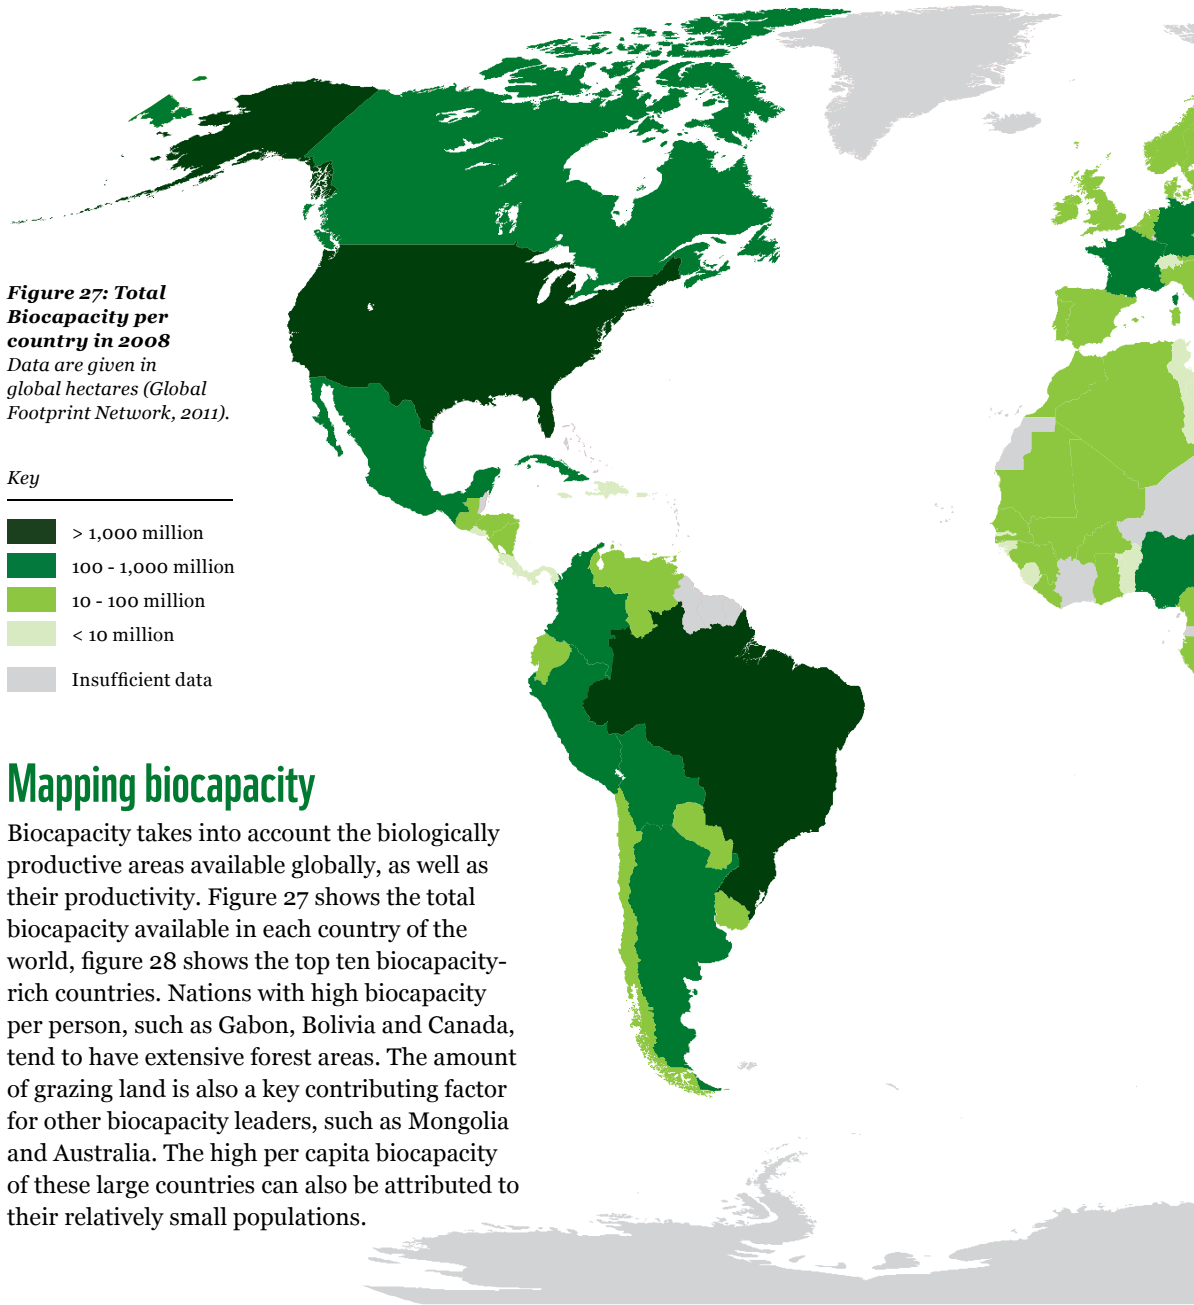 Figure 27: Total
Biocapacity per
country in 2008
Data are given in
global hectares (Global
Footprint Network, 2011).
Key
> 1,000 million
100 - 1,000 million
10 - 100 million
< 10 million
Insufficient data
Mapping biocapacity
Biocapacity takes into account the biologically
productive areas available globally, as well as
their productivity. Figure 27 shows the total
biocapacity available in each country of the
world, figure 28 shows the top ten biocapacity-
rich countries. Nations with high biocapacity
per person, such as Gabon, Bolivia and Canada,
tend to have extensive forest areas. The amount
of grazing land is also a key contributing factor
for other biocapacity leaders, such as Mongolia
and Australia. The high per capita biocapacity
of these large countries can also be attributed to
their relatively small populations.